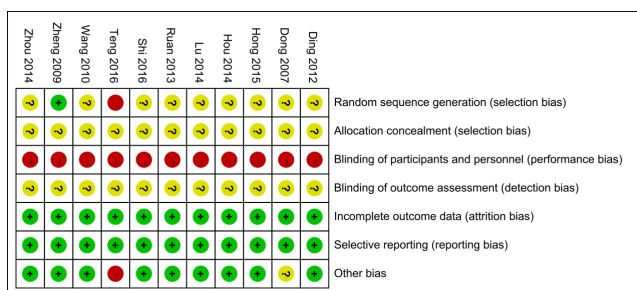 Zhou 2014
Zheng 2009
Wang 2010
Teng 2016
Shi 2016
Ruan 2013
Lu 2014
Hou 2014
Hong 2015
Dong 2007
Ding 2012
? + ? - ? ? ? ? ? ? ? Random sequence generation (selection bias)
? ? ? ? ? ? ? ? ? ? ? Allocation concealment (selection bias)
- - - - - - - - - - - Blinding of participants and personnel (performance bias)
? ? ? ? ? ? ? ? ? ? ? Blinding of outcome assessment (detection bias)
+ + + + + + + + + + + Incomplete outcome data (attrition bias)
+ + + + + + + + + + + Selective reporting (reporting bias)
+ + + - + + + + + ? + Other bias